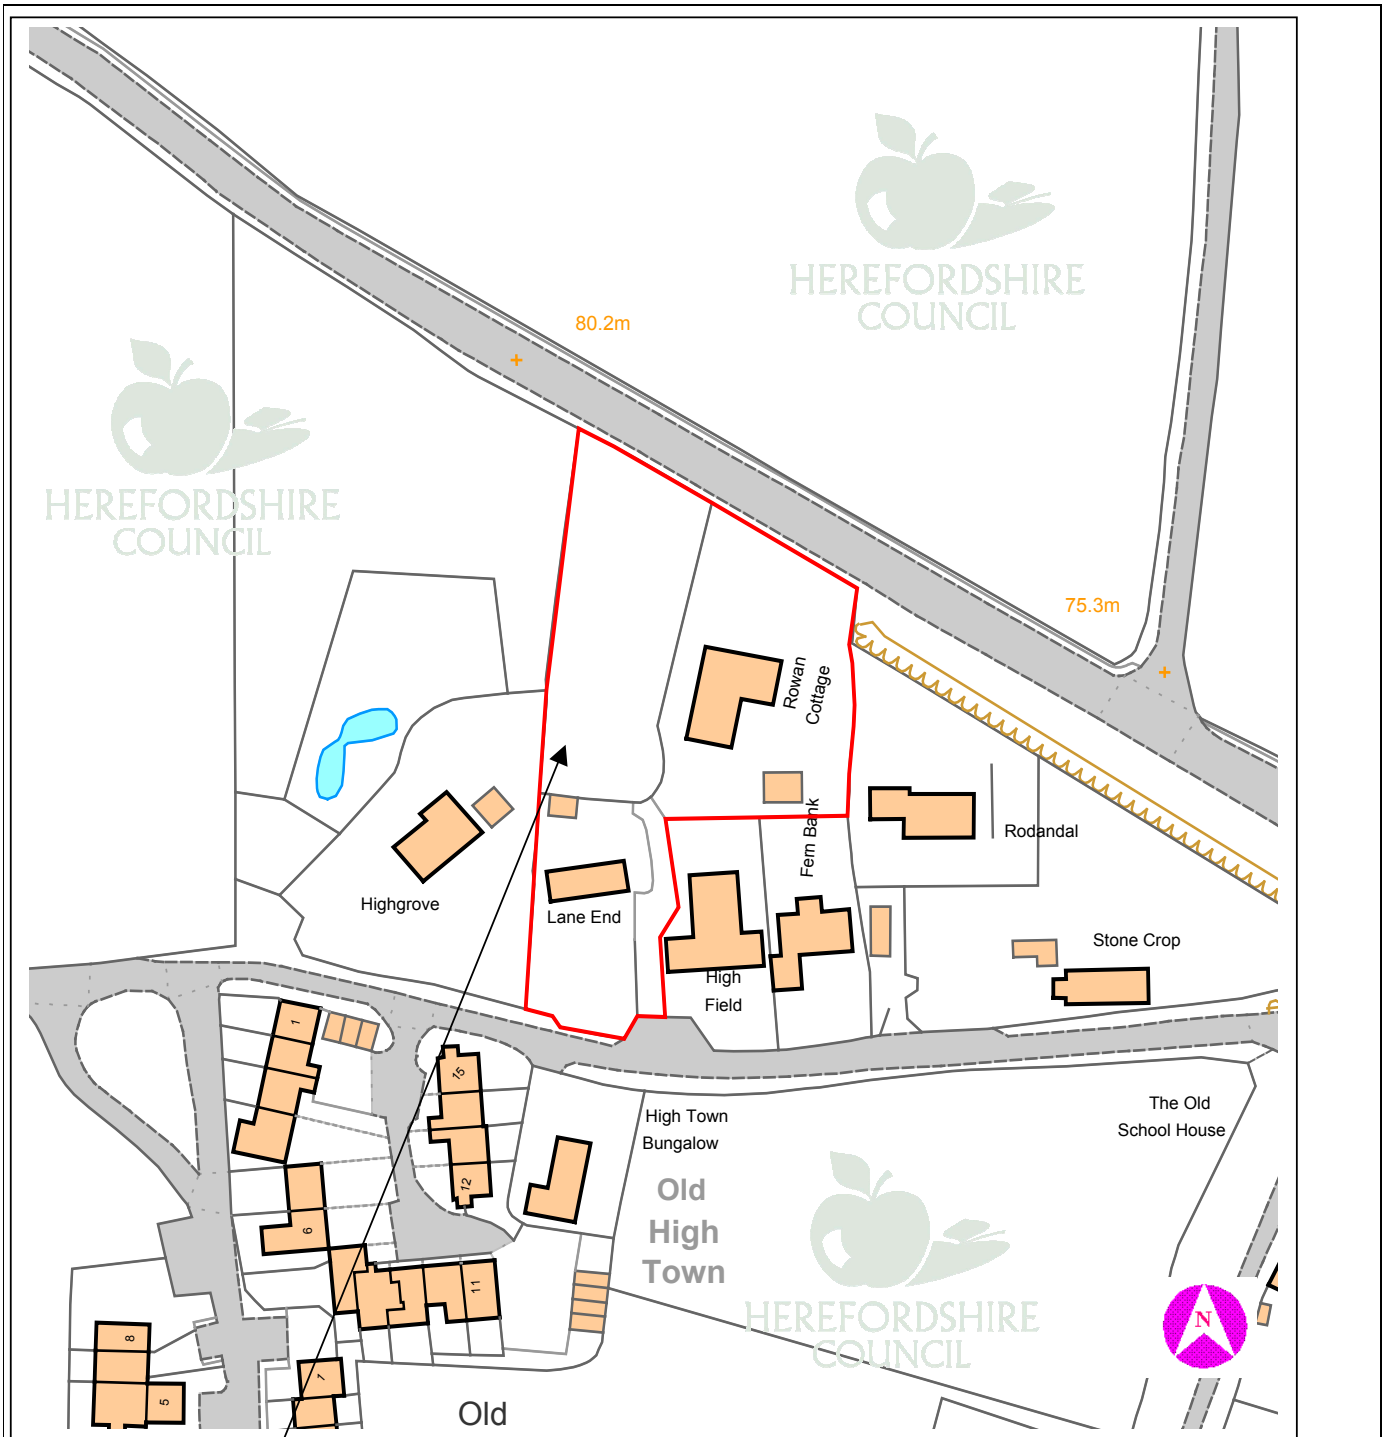 HEREFORDSHIRE
COUNCIL
80.2m
HEREFORDSHIRE
COUNCIL
75.3m
Rowan
Cottage
Fern Bank
Rodandal
Highgrove
Lane End
Stone Crop
High
Field
1
15
High Town
Bungalow
The Old
School House
12
Old
High
Town
6
11
HEREFORDSHIRE
COUNCIL
N
8
7
5
Old